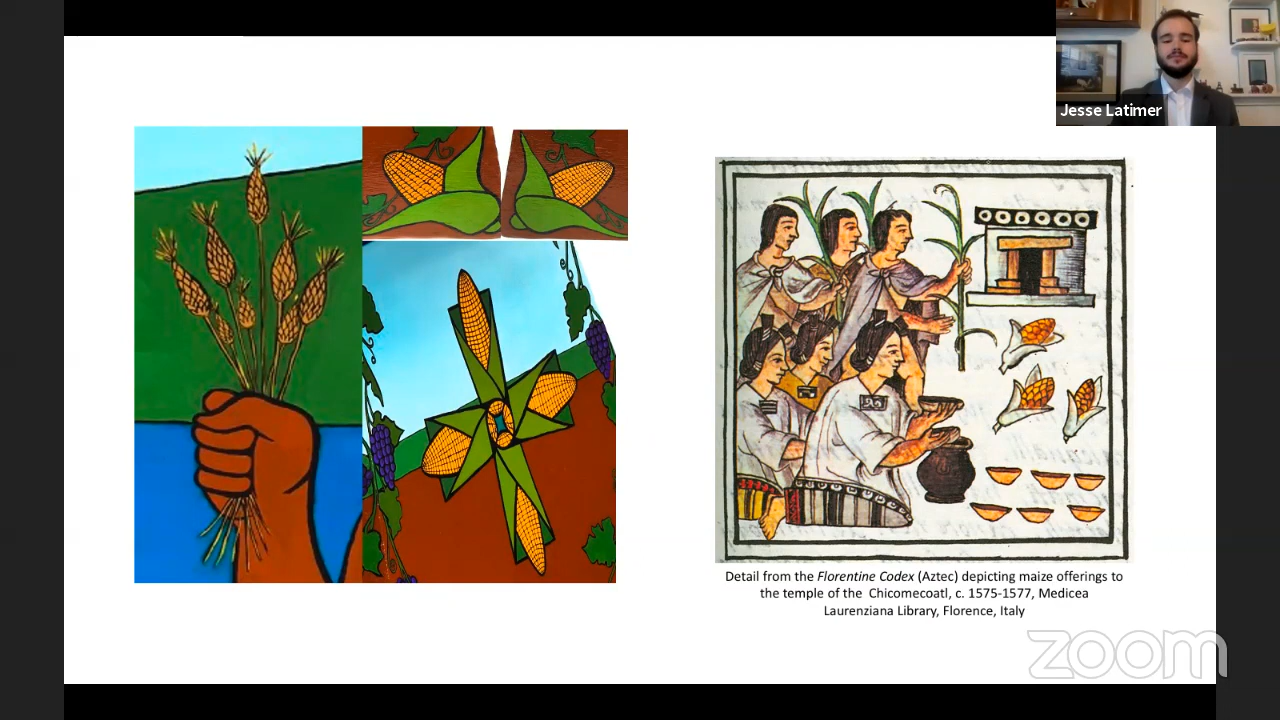 Jesse Latimer
Detail from the Florentine Codex (Aztec) depicting maize offerings to
the temple of the Chicomecoatl, c. 1575-1577, Medicea
Laurenziana Library, Florence, Italy
zoom